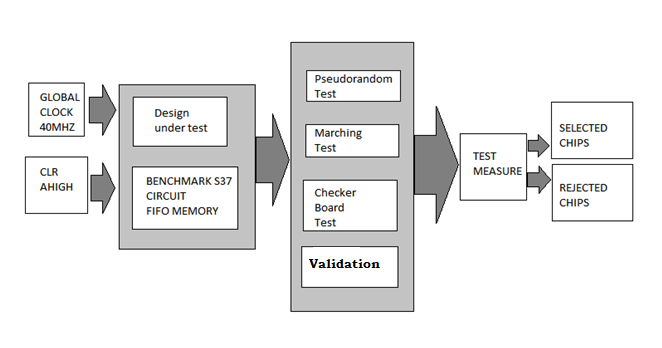 GLOBAL
CLOCK
40MHZ
CLR
AHIGH
Design
under test
BENCHMARK S37
CIRCUIT
FIFO MEMORY
Pseudorandom
Test
Marching
Test
Checker
Board
Test
Validation
TEST
MEASURE
SELECTED
CHIPS
REJECTED
CHIPS